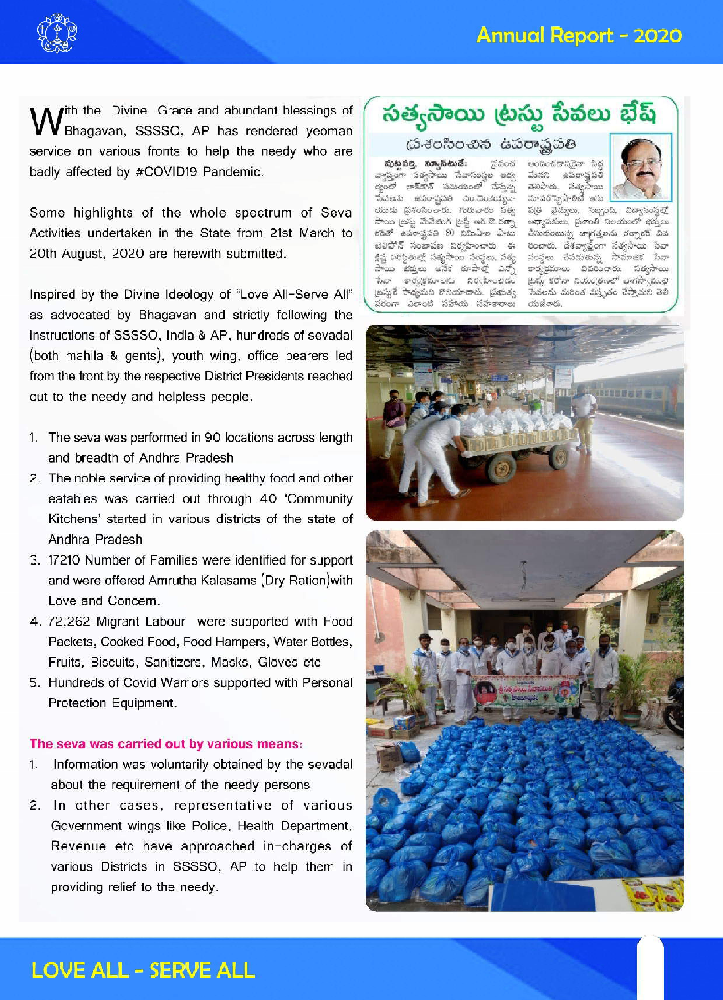 Annual Report - 2020
With the Divine Grace and abundant blessings of
Bhagavan, SSSSO, AP has rendered yeoman
service on various fronts to help the needy who are
badly affected by #COVID19 Pandemic.
Some highlights of the whole spectrum of Seva
Activities undertaken in the State from 21st March to
20th August, 2020 are herewith submitted.
Inspired by the Divine Ideology of “Love All-Serve All”
as advocated by Bhagavan and strictly following the
instructions of SSSSO, India & AP, hundreds of sevadal
(both mahila & gents), youth wing, office bearers led
from the front by the respective District Presidents reached
out to the needy and helpless people.
1. The seva was performed in 90 locations across length
and breadth of Andhra Pradesh
2. The noble service of providing healthy food and other
eatables was carried out through 40 'Community
Kitchens' started in various districts of the state of
Andhra Pradesh
3. 17210 Number of Families were identified for support
and were offered Amrutha Kalasams (Dry Ration)with
Love and Concern.
4. 72,262 Migrant Labour were supported with Food
Packets, Cooked Food, Food Hampers, Water Bottles,
Fruits, Biscuits, Sanitizers, Masks, Gloves etc
5. Hundreds of Covid Warriors supported with Personal
Protection Equipment.
The seva was carried out by various means:
1. Information was voluntarily obtained by the sevadal
about the requirement of the needy persons
2. In other cases, representative of various
Government wings like Police, Health Department,
Revenue etc have approached in-charges of
various Districts in SSSSO, AP to help them in
providing relief to the needy.
సత్యసాయి ట్రస్టు సేవలు భేష్
ప్రశంసించిన ఉపరాష్ట్రపతి
పుట్టపర్తి, న్యూస్‌టుడే: ప్రపంచ
వ్యాప్తంగా సత్యసాయి సేవాసంస్థల ఆధ్వ
ర్యంలో లాక్‌డౌన్ సమయంలో చేస్తున్న
సేవలను ఉపరాష్ట్రపతి ఎం.వెంకయ్యనా
యుడు ప్రశంసించారు. గురువారం సత్య
సాయి ట్రస్టు మేనేజింగ్ ట్రస్టీ ఆర్.జె.రత్నా
కర్‌తో ఉపరాష్ట్రపతి 30 నిమిషాల పాటు
టెలిఫోన్ సంభాషణ నిర్వహించారు. ఈ
క్లిష్ట పరిస్థితుల్లో సత్యసాయి సంస్థలు, సత్య
సాయి భక్తులు అనేక రూపాల్లో ఎన్నో
సేవా కార్యక్రమాలను నిర్వహించడం
ట్రస్టుకే సాధ్యమని కొనియాడారు. ప్రభుత్వ
పరంగా ఎలాంటి సహాయ సహకారాలు
అందించడానికైనా సిద్ధ
మేనని ఉపరాష్ట్రపతి
తెలిపారు. సత్యసాయి
సూపర్‌స్పెషాలిటీ ఆసు
పత్రి వైద్యులు, సిబ్బంది, విద్యాసంస్థల్లో
అధ్యాపకులు, ప్రశాంతి నిలయంలో భక్తులు
తీసుకుంటున్న జాగ్రత్తలను రత్నాకర్ వివ
రించారు. దేశవ్యాప్తంగా సత్యసాయి సేవా
సంస్థలు చేపడుతున్న సామాజిక సేవా
కార్యక్రమాలు వివరించారు. సత్యసాయి
ట్రస్టు కరోనా నియంత్రణలో భాగస్వాములై
సేవలను మరింత విస్తృతం చేస్తామని తెలి
యజేశారు.
శ్రీ సత్యసాయి సేవాసమితి
LOVE ALL - SERVE ALL